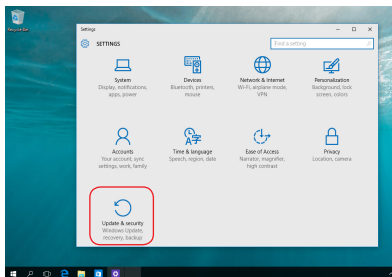 Recycle Bin
Settings
SETTINGS
Find a setting
System
Display, notifications,
apps, power
Devices
Bluetooth, printers,
mouse
Network & Internet
Wi-Fi, airplane mode,
VPN
Personalization
Background, lock
screen, colors
Accounts
Your account, sync
settings, work, family
Time & language
Speech, region, date
Ease of Access
Narrator, magnifier,
high contrast
Privacy
Location, camera
Update & security
Windows Update,
recovery, backup